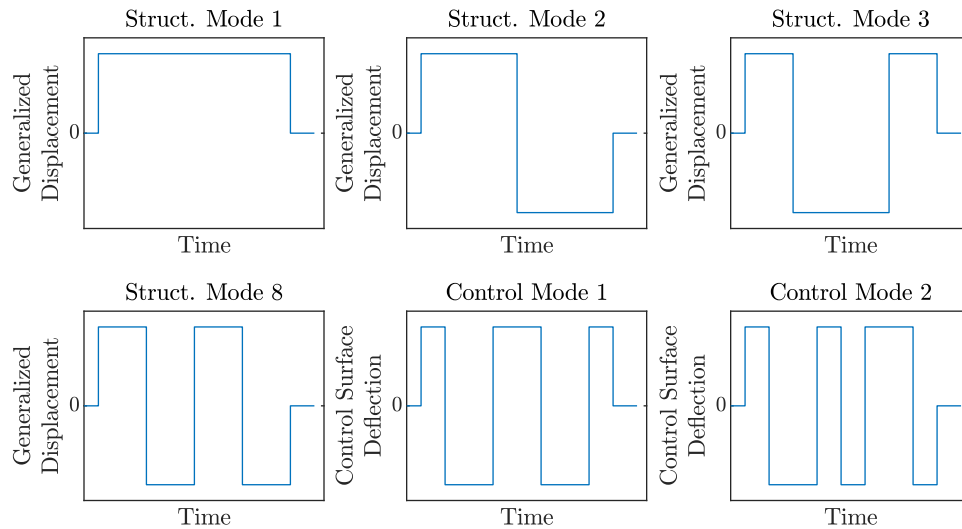 Struct. Mode 1
Generalized
Displacement
0
Time
Struct. Mode 2
Generalized
Displacement
0
Time
Struct. Mode 3
Generalized
Displacement
0
Time
Struct. Mode 8
Generalized
Displacement
0
Time
Control Mode 1
Control Surface
Deflection
0
Time
Control Mode 2
Control Surface
Deflection
0
Time